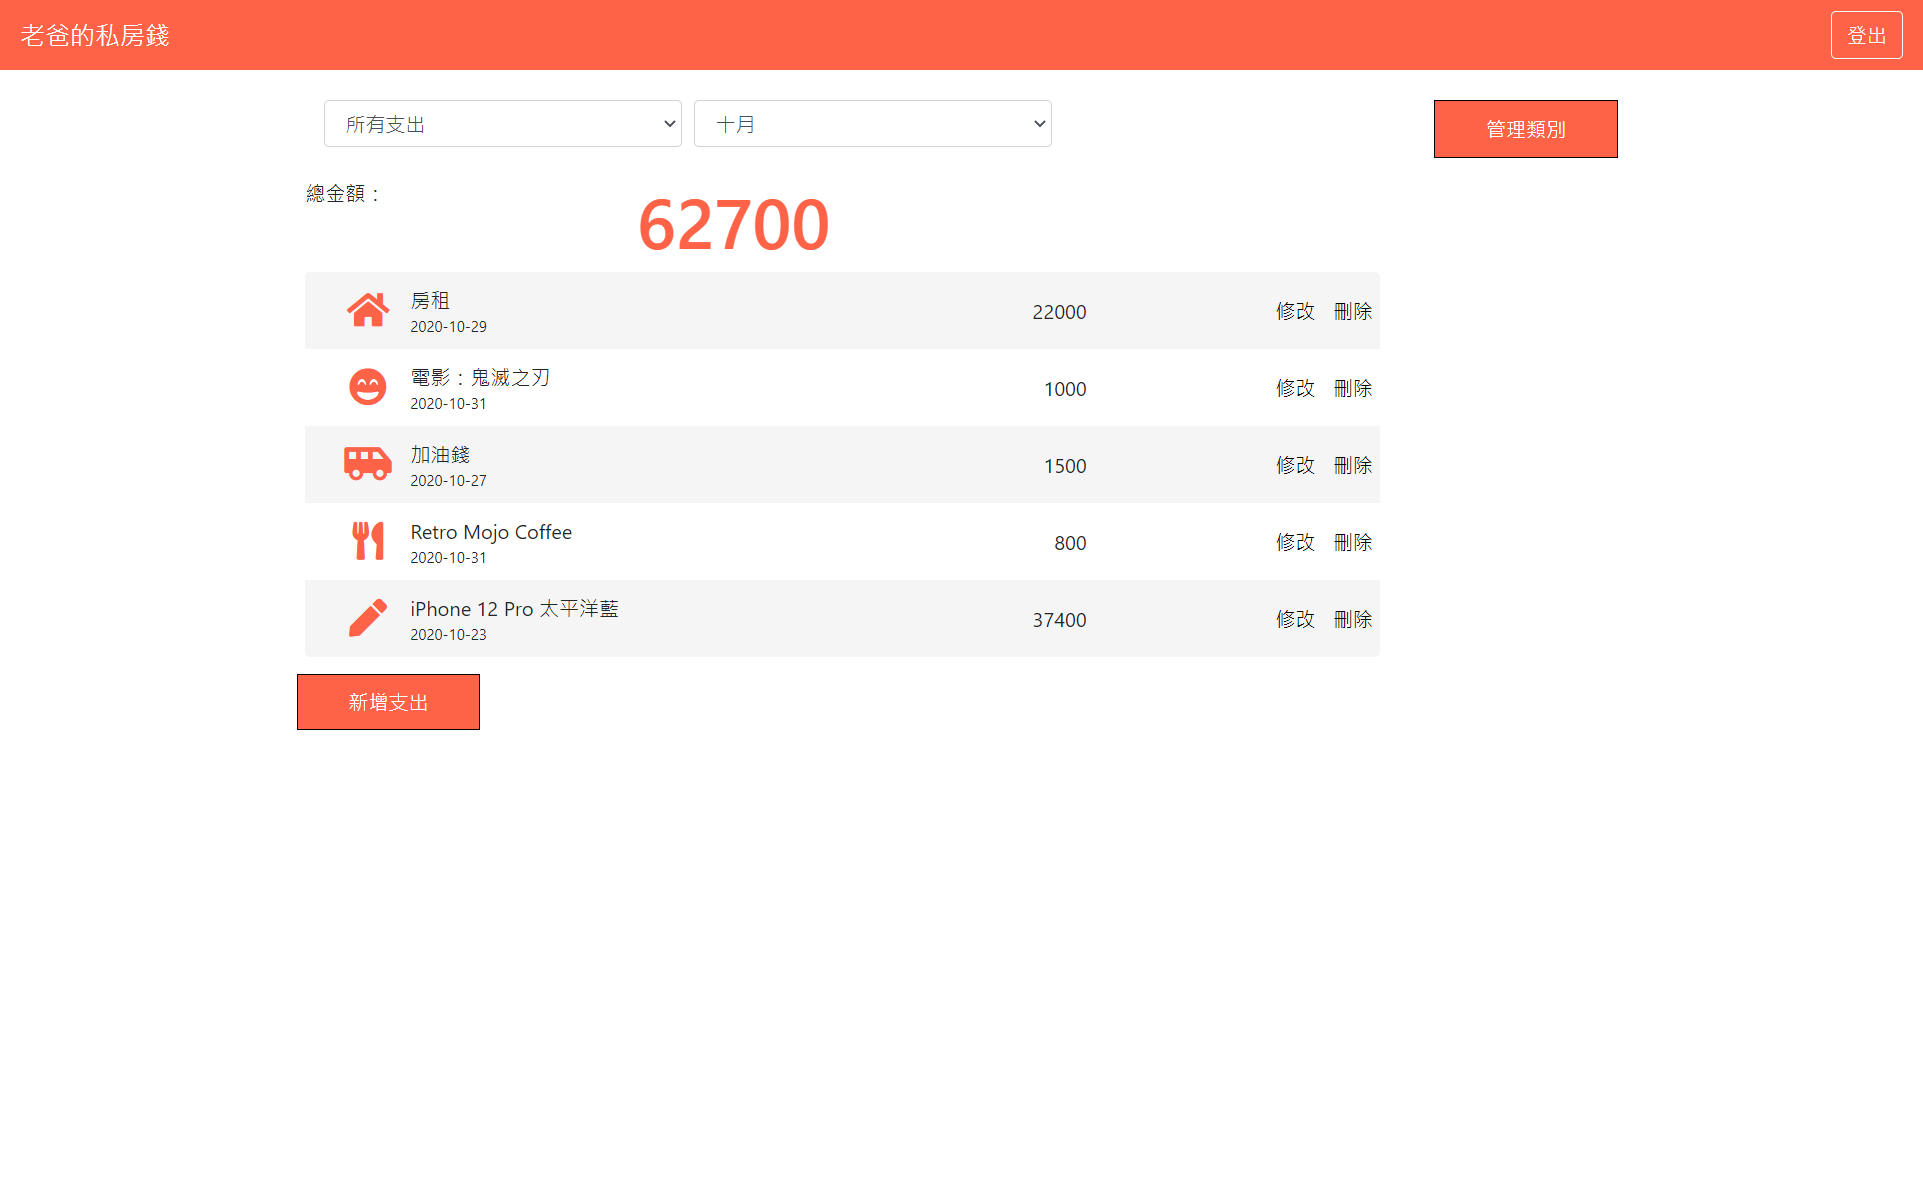 老爸的私房錢
登出
所有支出
十月
管理類別
總金額：
62700
房租
2020-10-29
22000
修改 刪除
電影：鬼滅之刃
2020-10-31
1000
修改 刪除
加油錢
2020-10-27
1500
修改 刪除
Retro Mojo Coffee
2020-10-31
800
修改 刪除
iPhone 12 Pro 太平洋藍
2020-10-23
37400
修改 刪除
新增支出